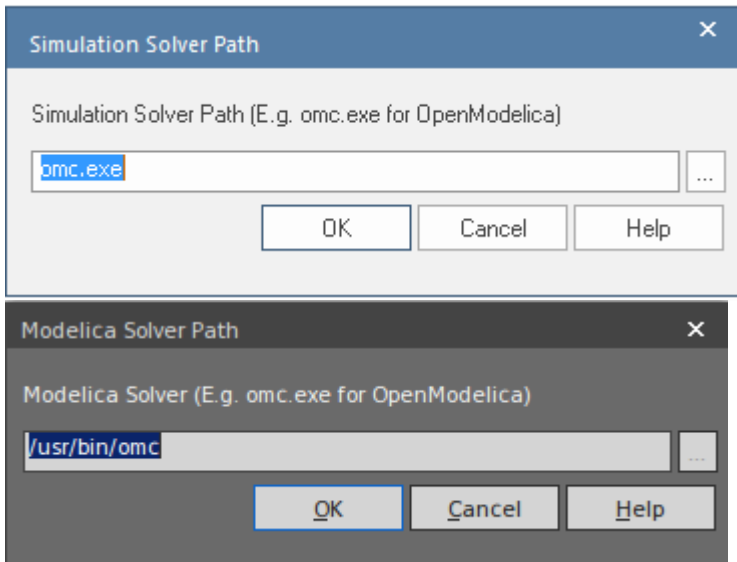 Simulation Solver Path
Simulation Solver Path (E.g. omc.exe for OpenModelica)
omc.exe
...
OK Cancel Help
Modelica Solver Path
Modelica Solver (E.g. omc.exe for OpenModelica)
/usr/bin/omc
...
OK Cancel Help